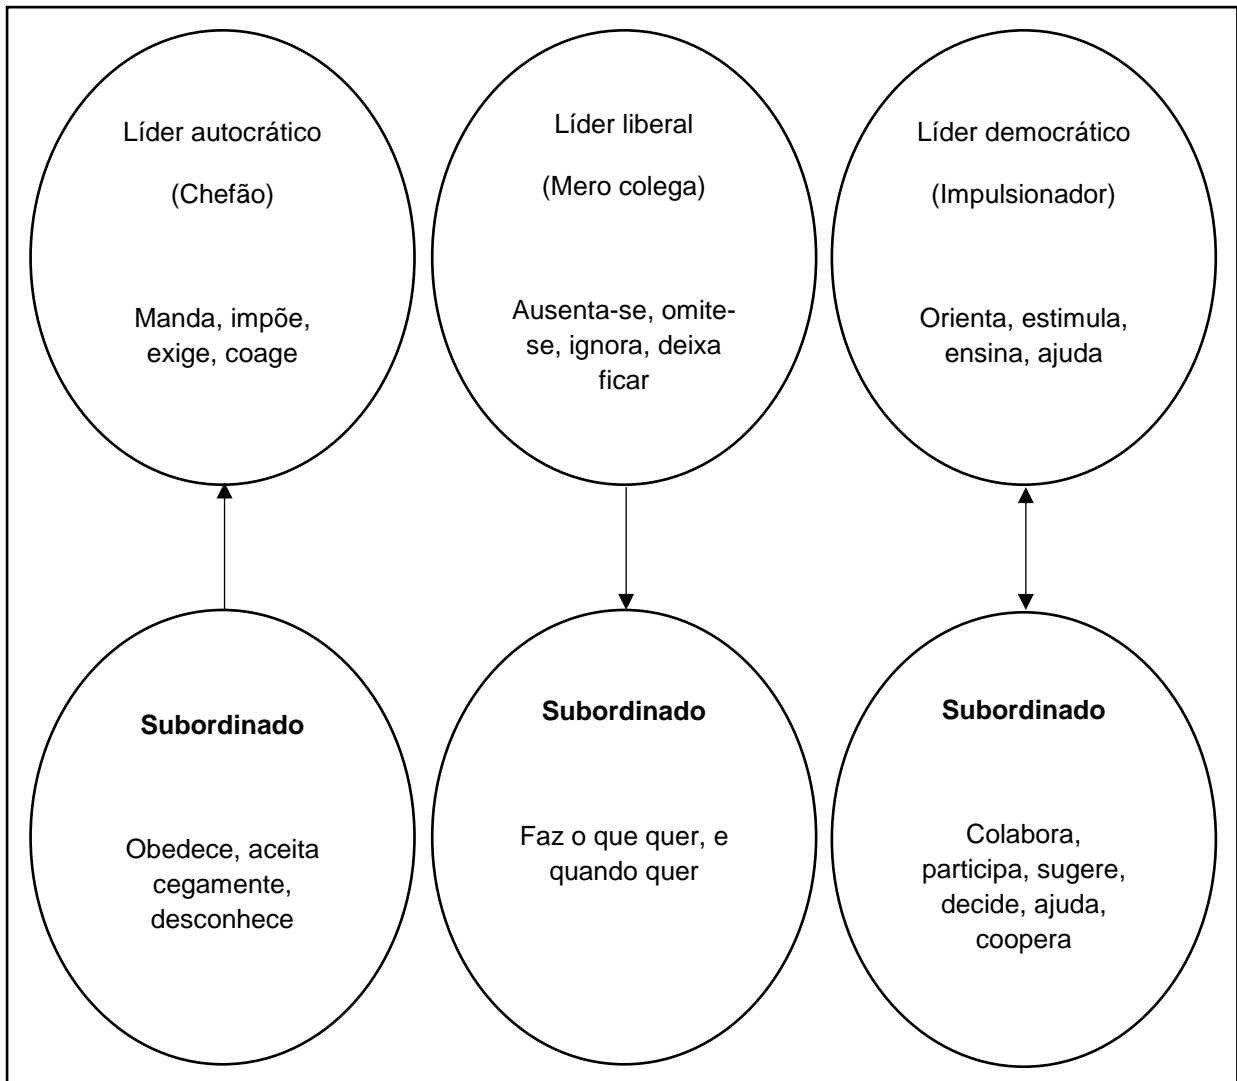 Líder autocrático
(Chefão)
Manda, impõe,
exige, coage
Líder liberal
(Mero colega)
Ausenta-se, omite-
se, ignora, deixa
ficar
Líder democrático
(Impulsionador)
Orienta, estimula,
ensina, ajuda
Subordinado
Obedece, aceita
cegamente,
desconhece
Subordinado
Faz o que quer, e
quando quer
Subordinado
Colabora,
participa, sugere,
decide, ajuda,
coopera